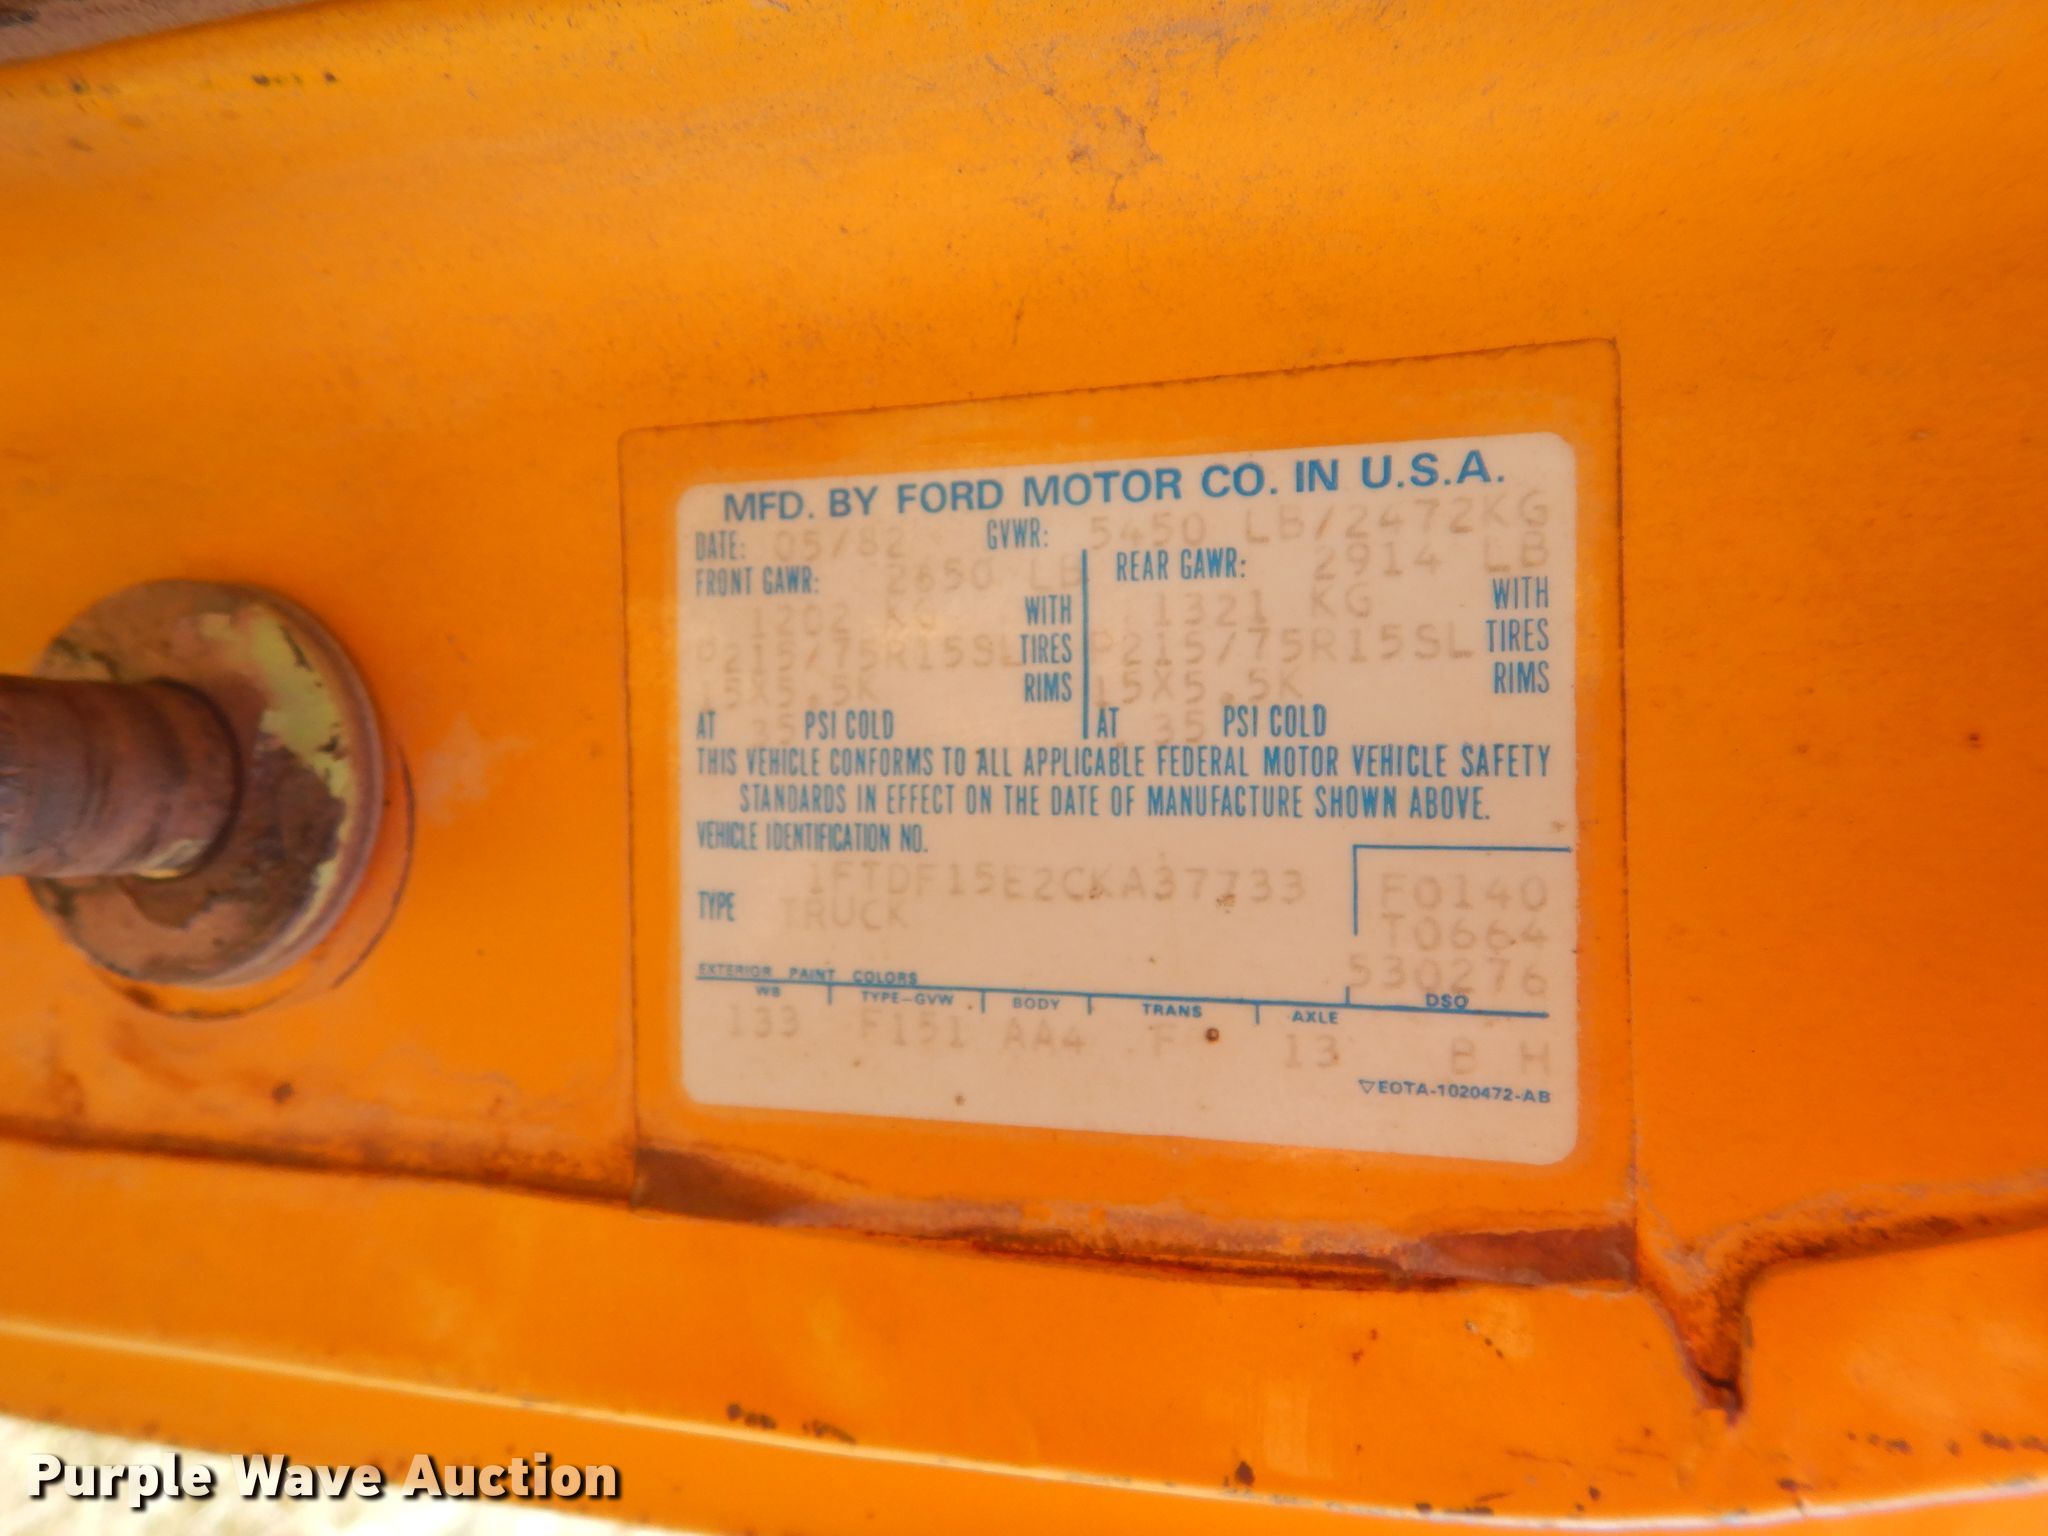 MFD. BY FORD MOTOR CO. IN U.S.A.
DATE: 05/82 GVWR: 5450 LB/2472KG
FRONT GAWR: 2650 LB REAR GAWR: 2914 LB
1202 KG WITH 1321 KG WITH
P215/75R15SL TIRES P215/75R15SL TIRES
15X5.5K RIMS 15X5.5K RIMS
AT 35 PSI COLD AT 35 PSI COLD
THIS VEHICLE CONFORMS TO ALL APPLICABLE FEDERAL MOTOR VEHICLE SAFETY
STANDARDS IN EFFECT ON THE DATE OF MANUFACTURE SHOWN ABOVE.
VEHICLE IDENTIFICATION NO.
1FTDF15E2CKA37733 F0140
TYPE TRUCK T0664
EXTERIOR PAINT COLORS 530276
WB TYPE-GVW BODY TRANS AXLE DSO
133 F151 AA4 F 13 B H
▽EOTA-1020472-AB
Purple Wave Auction